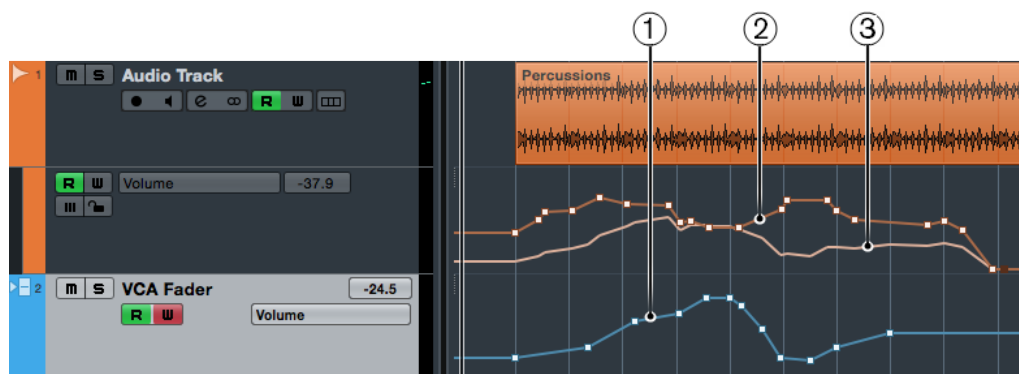 ① ② ③
1 m S Audio Track
e R W
Percussions
R W Volume -37.9
2 m S VCA Fader -24.5
R W Volume